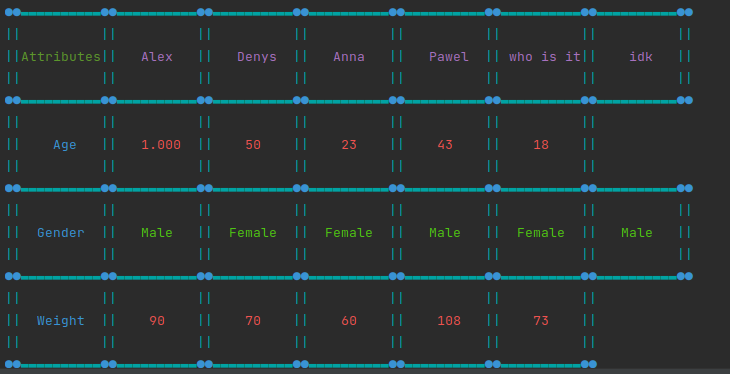 Attributes Alex Denys Anna Pawel who is it idk
Age 1.000 50 23 43 18
Gender Male Female Female Male Female Male
Weight 90 70 60 108 73